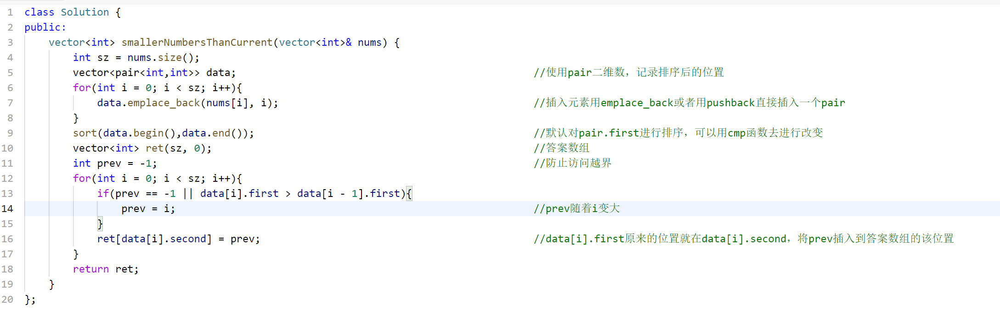 1 class Solution {
2 public:
3     vector<int> smallerNumbersThanCurrent(vector<int>& nums) {
4         int sz = nums.size();
5         vector<pair<int,int>> data; //使用pair二维数，记录排序后的位置
6         for(int i = 0; i < sz; i++){
7             data.emplace_back(nums[i], i); //插入元素用emplace_back或者用pushback直接插入一个pair
8         }
9         sort(data.begin(),data.end()); //默认对pair.first进行排序，可以用cmp函数去进行改变
10         vector<int> ret(sz, 0); //答案数组
11         int prev = -1; //防止访问越界
12         for(int i = 0; i < sz; i++){
13             if(prev == -1 || data[i].first > data[i - 1].first){
14                 prev = i; //prev随着i变大
15             }
16             ret[data[i].second] = prev; //data[i].first原来的位置就在data[i].second，将prev插入到答案数组的该位置
17         }
18         return ret;
19     }
20 };